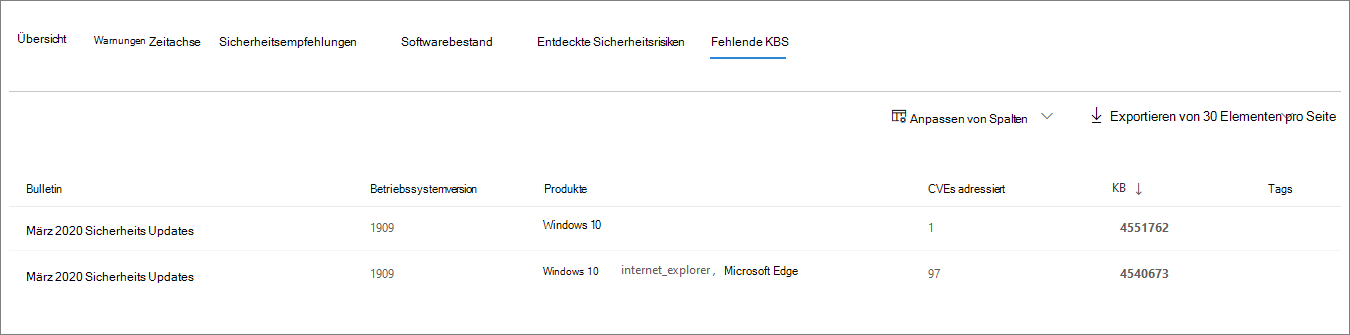 Übersicht Warnungen Zeitachse Sicherheitsempfehlungen Softwarebestand Entdeckte Sicherheitsrisiken Fehlende KBS
Anpassen von Spalten Exportieren von 30 Elementen pro Seite
Bulletin Betriebssystemversion Produkte CVEs adressiert KB ↓ Tags
März 2020 Sicherheits Updates 1909 Windows 10 1 4551762
März 2020 Sicherheits Updates 1909 Windows 10 internet_explorer , Microsoft Edge 97 4540673